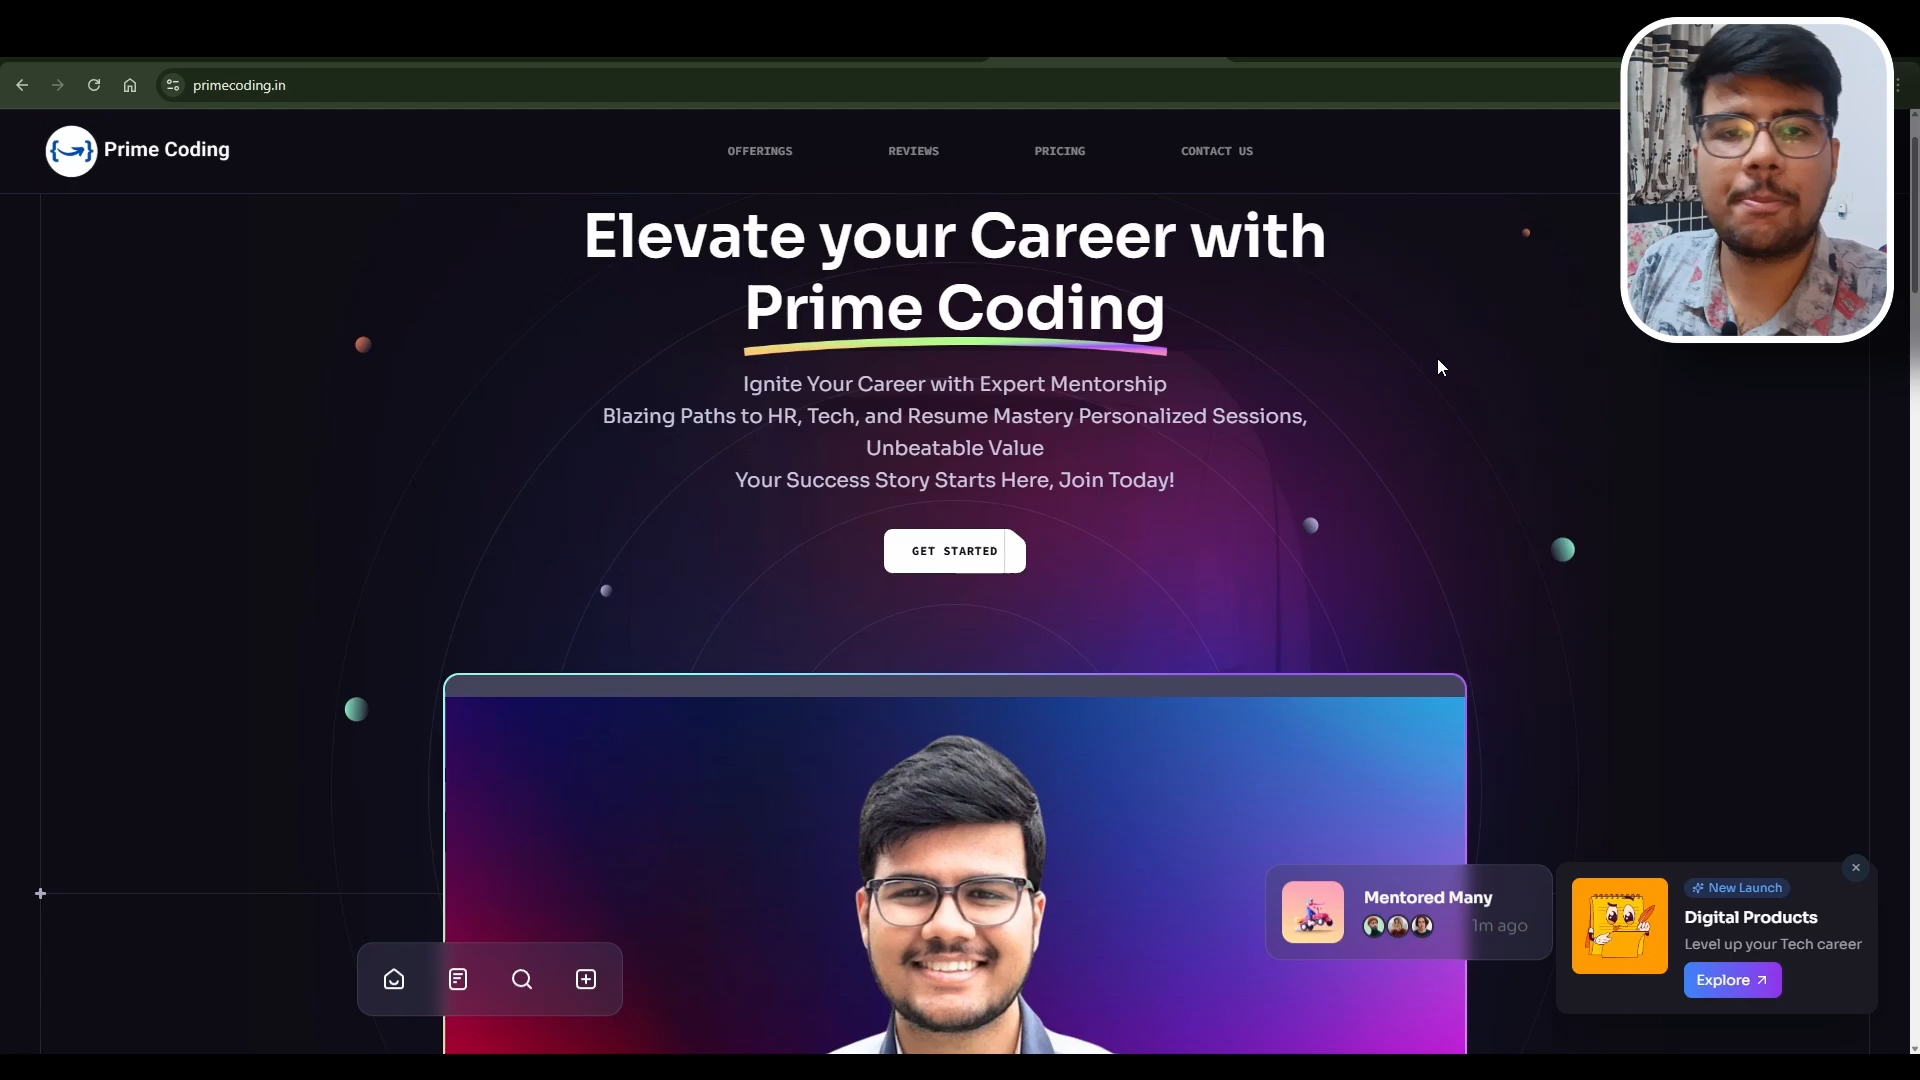 primecoding.in
Prime Coding
OFFERINGS
REVIEWS
PRICING
CONTACT US
Elevate your Career with
Prime Coding
Ignite Your Career with Expert Mentorship
Blazing Paths to HR, Tech, and Resume Mastery Personalized Sessions,
Unbeatable Value
Your Success Story Starts Here, Join Today!
GET STARTED
Mentored Many
1m ago
New Launch
Digital Products
Level up your Tech career
Explore